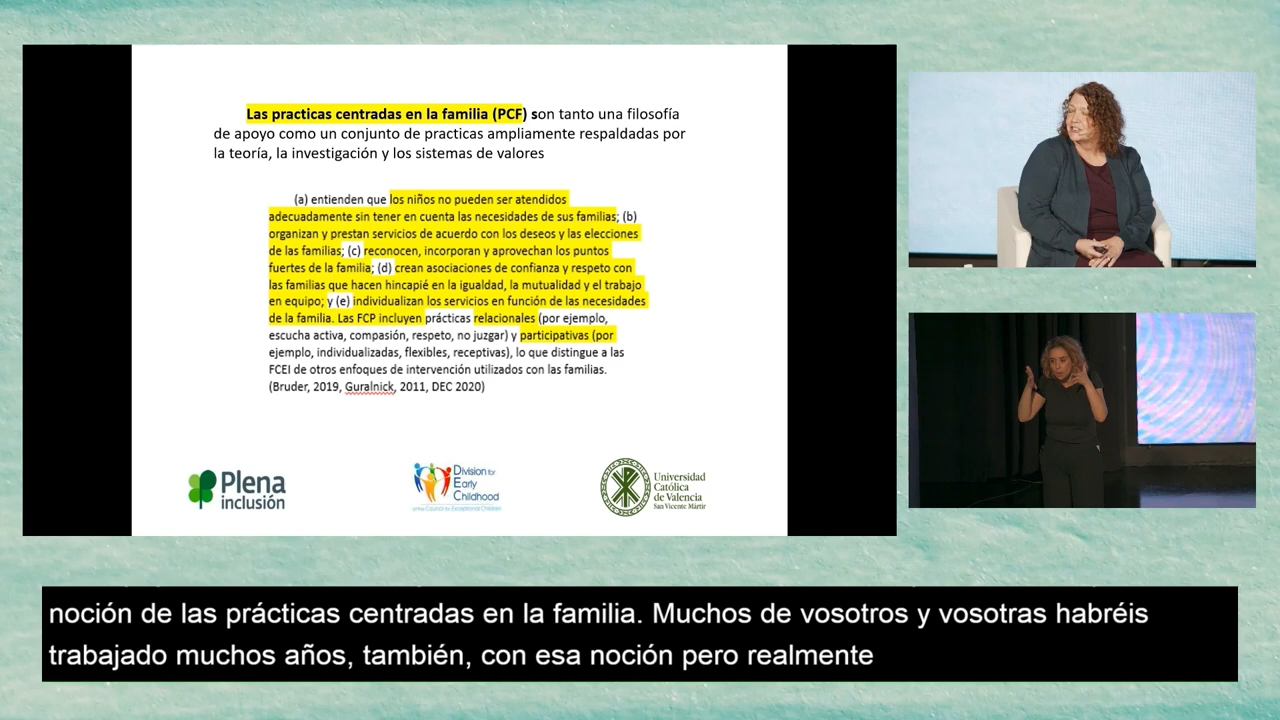 Las practicas centradas en la familia (PCF) son tanto una filosofía
de apoyo como un conjunto de practicas ampliamente respaldadas por
la teoría, la investigación y los sistemas de valores
(a) entienden que los niños no pueden ser atendidos
adecuadamente sin tener en cuenta las necesidades de sus familias; (b)
organizan y prestan servicios de acuerdo con los deseos y las elecciones
de las familias; (c) reconocen, incorporan y aprovechan los puntos
fuertes de la familia; (d) crean asociaciones de confianza y respeto con
las familias que hacen hincapié en la igualdad, la mutualidad y el trabajo
en equipo; y (e) individualizan los servicios en función de las necesidades
de la familia. Las FCP incluyen prácticas relacionales (por ejemplo,
escucha activa, compasión, respeto, no juzgar) y participativas (por
ejemplo, individualizadas, flexibles, receptivas), lo que distingue a las
FCEI de otros enfoques de intervención utilizados con las familias.
(Bruder, 2019, Guralnick, 2011, DEC 2020)
Plena
inclusión
Division for
Early
Childhood
of the Council for Exceptional Children
Universidad
Católica
de Valencia
San Vicente Mártir
noción de las prácticas centradas en la familia. Muchos de vosotros y vosotras habréis
trabajado muchos años, también, con esa noción pero realmente